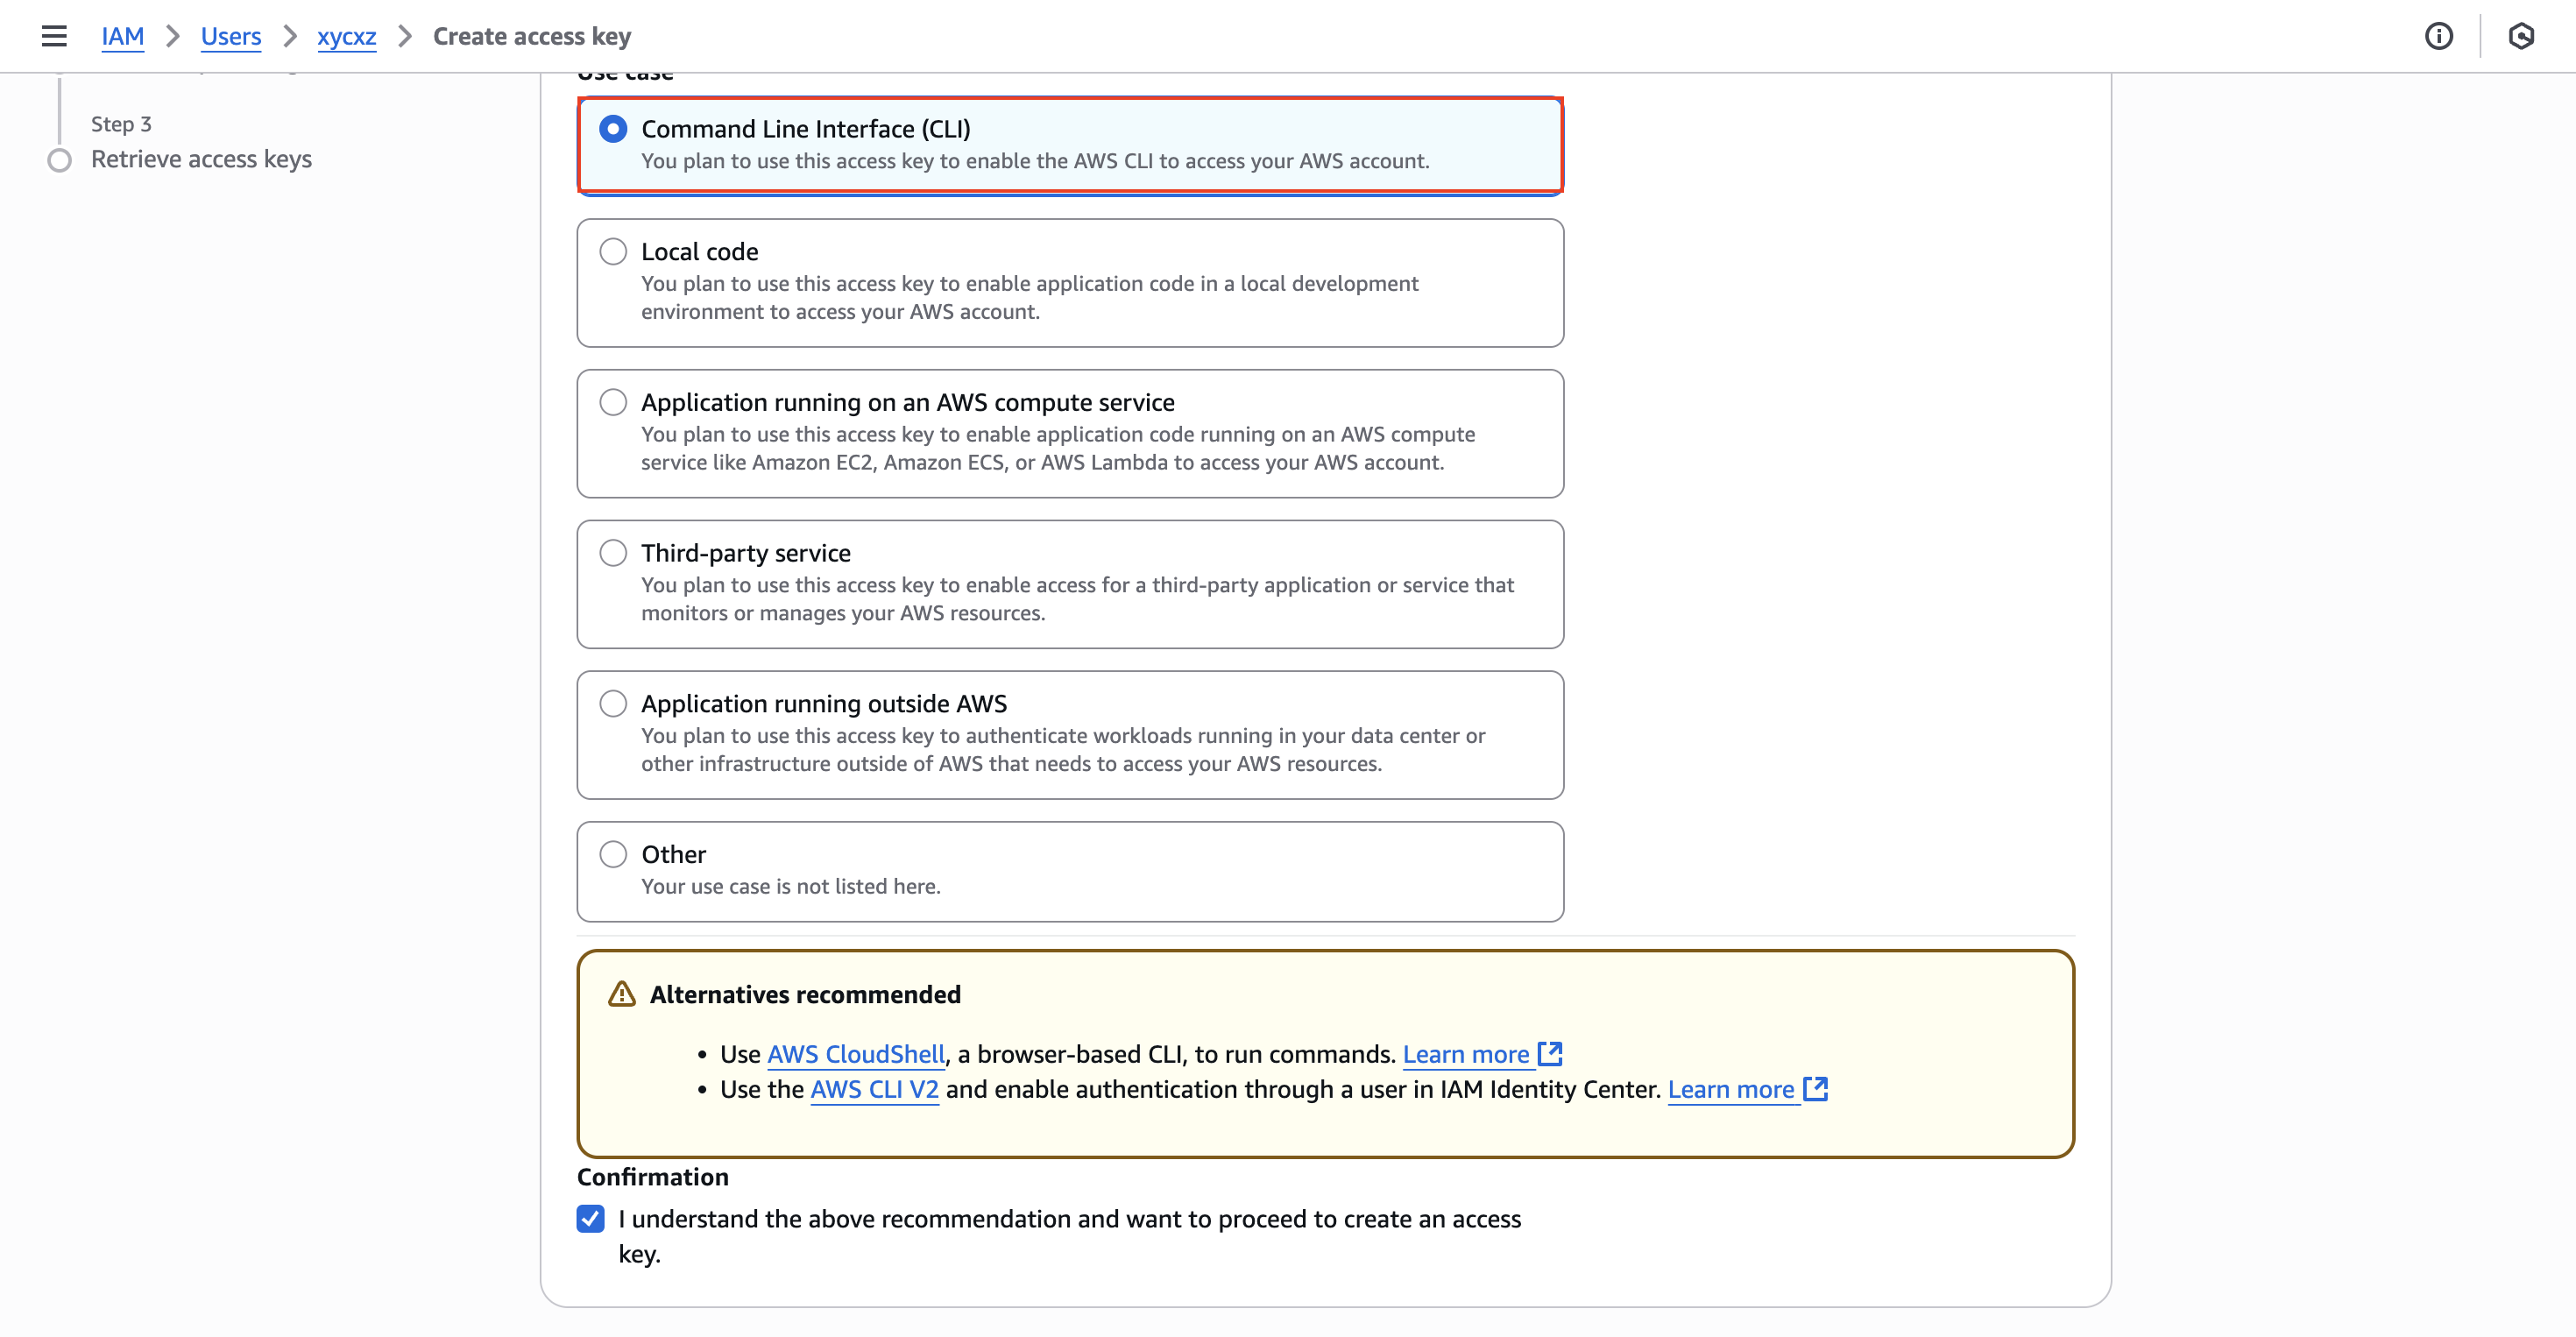 IAM > Users > xycxz > Create access key
Step 3
Retrieve access keys
Use case
Command Line Interface (CLI)
You plan to use this access key to enable the AWS CLI to access your AWS account.
Local code
You plan to use this access key to enable application code in a local development
environment to access your AWS account.
Application running on an AWS compute service
You plan to use this access key to enable application code running on an AWS compute
service like Amazon EC2, Amazon ECS, or AWS Lambda to access your AWS account.
Third-party service
You plan to use this access key to enable access for a third-party application or service that
monitors or manages your AWS resources.
Application running outside AWS
You plan to use this access key to authenticate workloads running in your data center or
other infrastructure outside of AWS that needs to access your AWS resources.
Other
Your use case is not listed here.
Alternatives recommended
• Use AWS CloudShell, a browser-based CLI, to run commands. Learn more
• Use the AWS CLI V2 and enable authentication through a user in IAM Identity Center. Learn more
Confirmation
I understand the above recommendation and want to proceed to create an access
key.